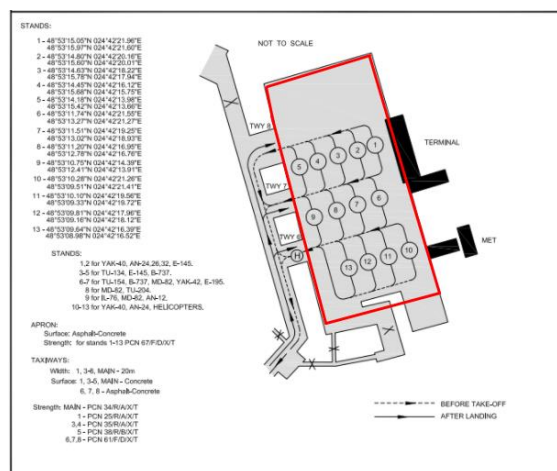 STANDS:
1 - 48°53'15.05"N 024°42'21.96"E
48°53'15.97"N 024°42'21.60"E
2 - 48°53'14.80"N 024°42'20.16"E
48°53'15.60"N 024°42'20.01"E
3 - 48°53'14.63"N 024°42'18.22"E
48°53'15.78"N 024°42'17.94"E
4 - 48°53'14.45"N 024°42'16.12"E
48°53'15.68"N 024°42'15.75"E
5 - 48°53'14.18"N 024°42'13.98"E
48°53'15.42"N 024°42'13.66"E
6 - 48°53'11.74"N 024°42'21.55"E
48°53'13.27"N 024°42'21.27"E
7 - 48°53'11.51"N 024°42'19.25"E
48°53'13.02"N 024°42'18.93"E
8 - 48°53'11.20"N 024°42'16.95"E
48°53'12.78"N 024°42'16.76"E
9 - 48°53'10.75"N 024°42'14.39"E
48°53'12.41"N 024°42'13.91"E
10 - 48°53'10.28"N 024°42'21.26"E
48°53'09.51"N 024°42'21.41"E
11 - 48°53'10.10"N 024°42'19.56"E
48°53'09.33"N 024°42'19.72"E
12 - 48°53'09.81"N 024°42'17.96"E
48°53'09.16"N 024°42'18.12"E
13 - 48°53'09.64"N 024°42'16.39"E
48°53'08.98"N 024°42'16.52"E
STANDS:
1,2 for YAK-40, AN-24,26,32, E-145.
3-5 for TU-134, E-145, B-737.
6-7 for TU-154, B-737, MD-82, YAK-42, E-195.
8 for MD-82, TU-204.
9 for IL-76, MD-82, AN-12,
10-13 for YAK-40, AN-24, HELICOPTERS.
APRON:
Surface: Asphalt-Concrete
Strength: for stands 1-13 PCN 67/F/D/X/T
TAXIWAYS:
Width: 1, 3-8, MAIN - 20m
Surface: 1, 3-5, MAIN - Concrete
6, 7, 8 - Asphalt-Concrete
Strength: MAIN - PCN 34/R/A/X/T
1 - PCN 25/R/A/X/T
3,4 - PCN 35/R/A/X/T
5 - PCN 38/R/B/X/T
6,7,8 - PCN 61/F/D/X/T
NOT TO SCALE
TWY 8
5 4 3 2 1
TERMINAL
TWY 7
9 8 7 6
TWY 6
H
MET
13 12 11 10
BEFORE TAKE-OFF
AFTER LANDING